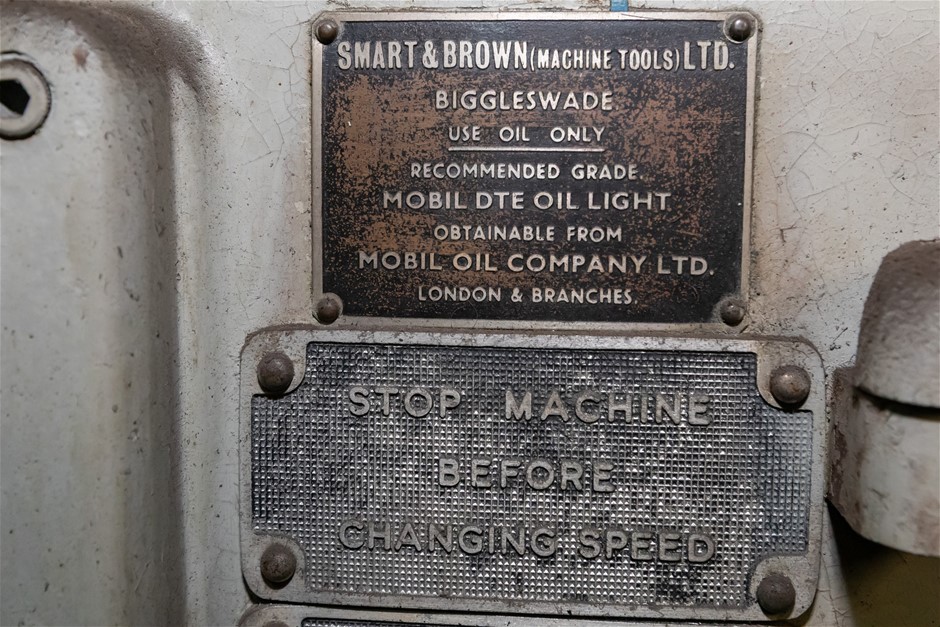 SMART & BROWN (MACHINE TOOLS) LTD.
BIGGLESWADE.
USE OIL ONLY
RECOMMENDED GRADE.
MOBIL DTE OIL LIGHT
OBTAINABLE FROM
MOBIL OIL COMPANY LTD.
LONDON & BRANCHES.
STOP MACHINE
BEFORE
CHANGING SPEED